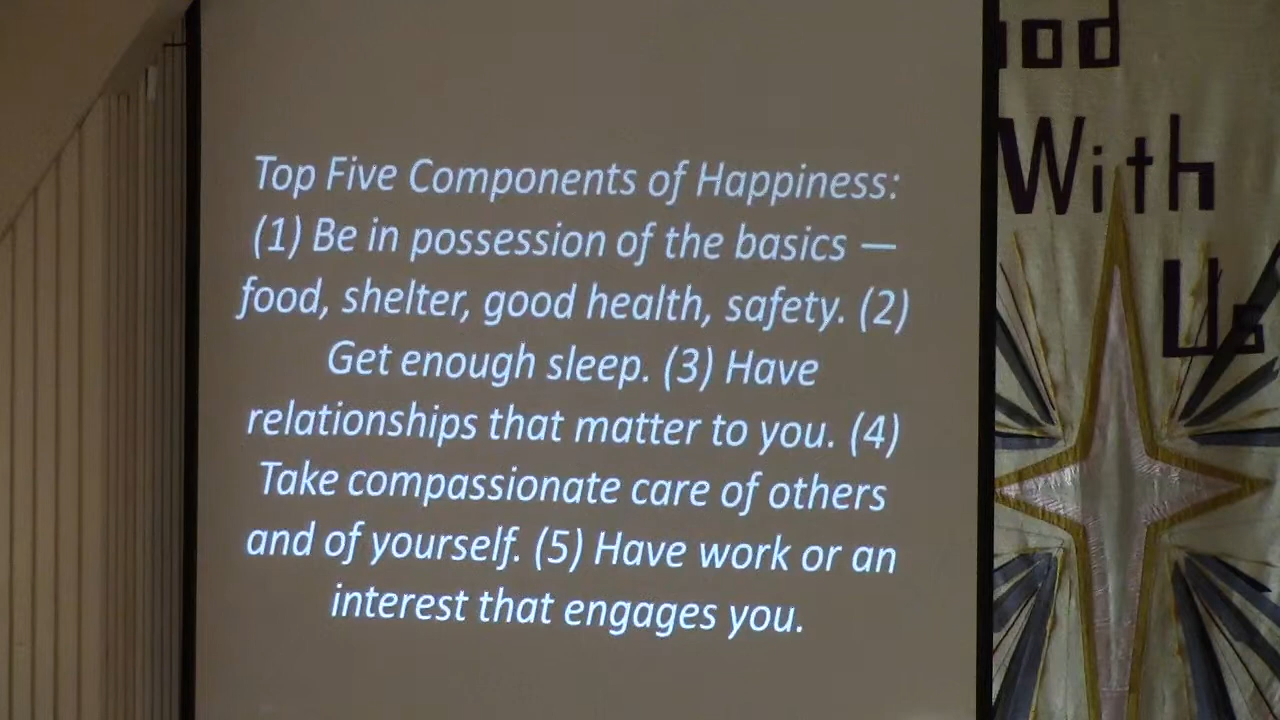 Top Five Components of Happiness:
(1) Be in possession of the basics —
food, shelter, good health, safety. (2)
Get enough sleep. (3) Have
relationships that matter to you. (4)
Take compassionate care of others
and of yourself. (5) Have work or an
interest that engages you.
od
With
Us